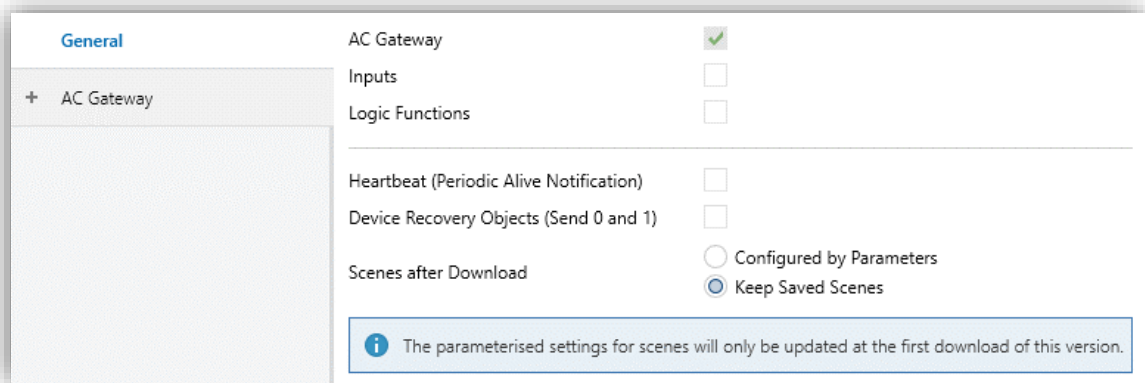 General
+ AC Gateway
AC Gateway
Inputs
Logic Functions
Heartbeat (Periodic Alive Notification)
Device Recovery Objects (Send 0 and 1)
Scenes after Download
Configured by Parameters
Keep Saved Scenes
The parameterised settings for scenes will only be updated at the first download of this version.